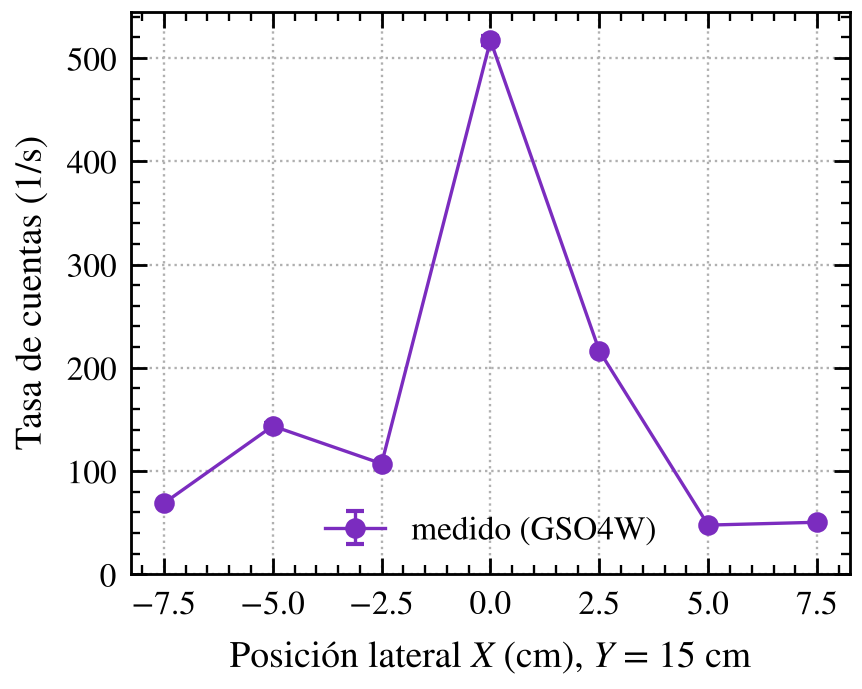 Tasa de cuentas (1/s)
500
400
300
200
100
0
medido (GSO4W)
−7.5 −5.0 −2.5 0.0 2.5 5.0 7.5
Posición lateral X (cm), Y = 15 cm